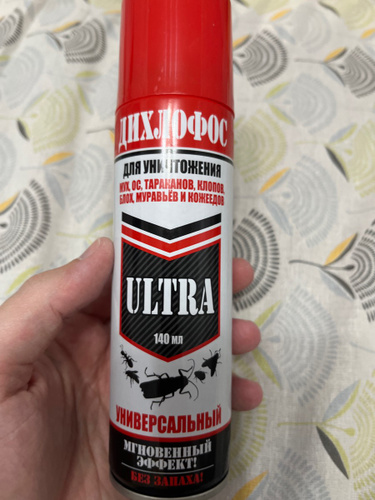 ДИХЛОФОС
ДЛЯ УНИЧТОЖЕНИЯ
МУХ, ОС, ТАРАКАНОВ, КЛОПОВ,
БЛОХ, МУРАВЬЁВ И КОЖЕЕДОВ
ULTRA
140 МЛ
УНИВЕРСАЛЬНЫЙ
МГНОВЕННЫЙ
ЭФФЕКТ!
БЕЗ ЗАПАХА!